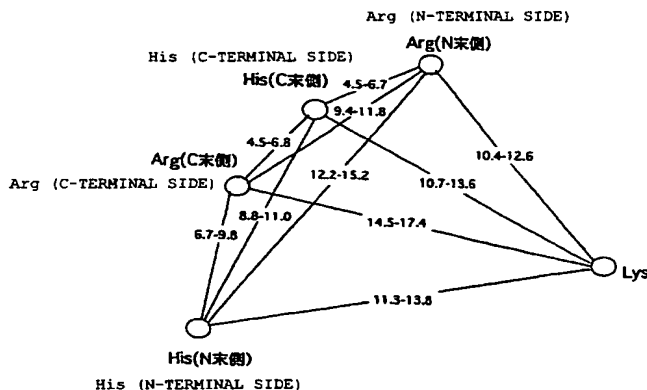 Arg (N-TERMINAL SIDE)
Arg(N末側)
His (C-TERMINAL SIDE)
His(C末側)
4.5-6.7
9.4-11.8
4.5-6.8
Arg(C末側)
Arg (C-TERMINAL SIDE)
12.2-15.2
10.4-12.6
10.7-13.6
8.8-11.0
14.5-17.4
6.7-9.8
Lys
11.3-13.8
His(N末側)
His (N-TERMINAL SIDE)